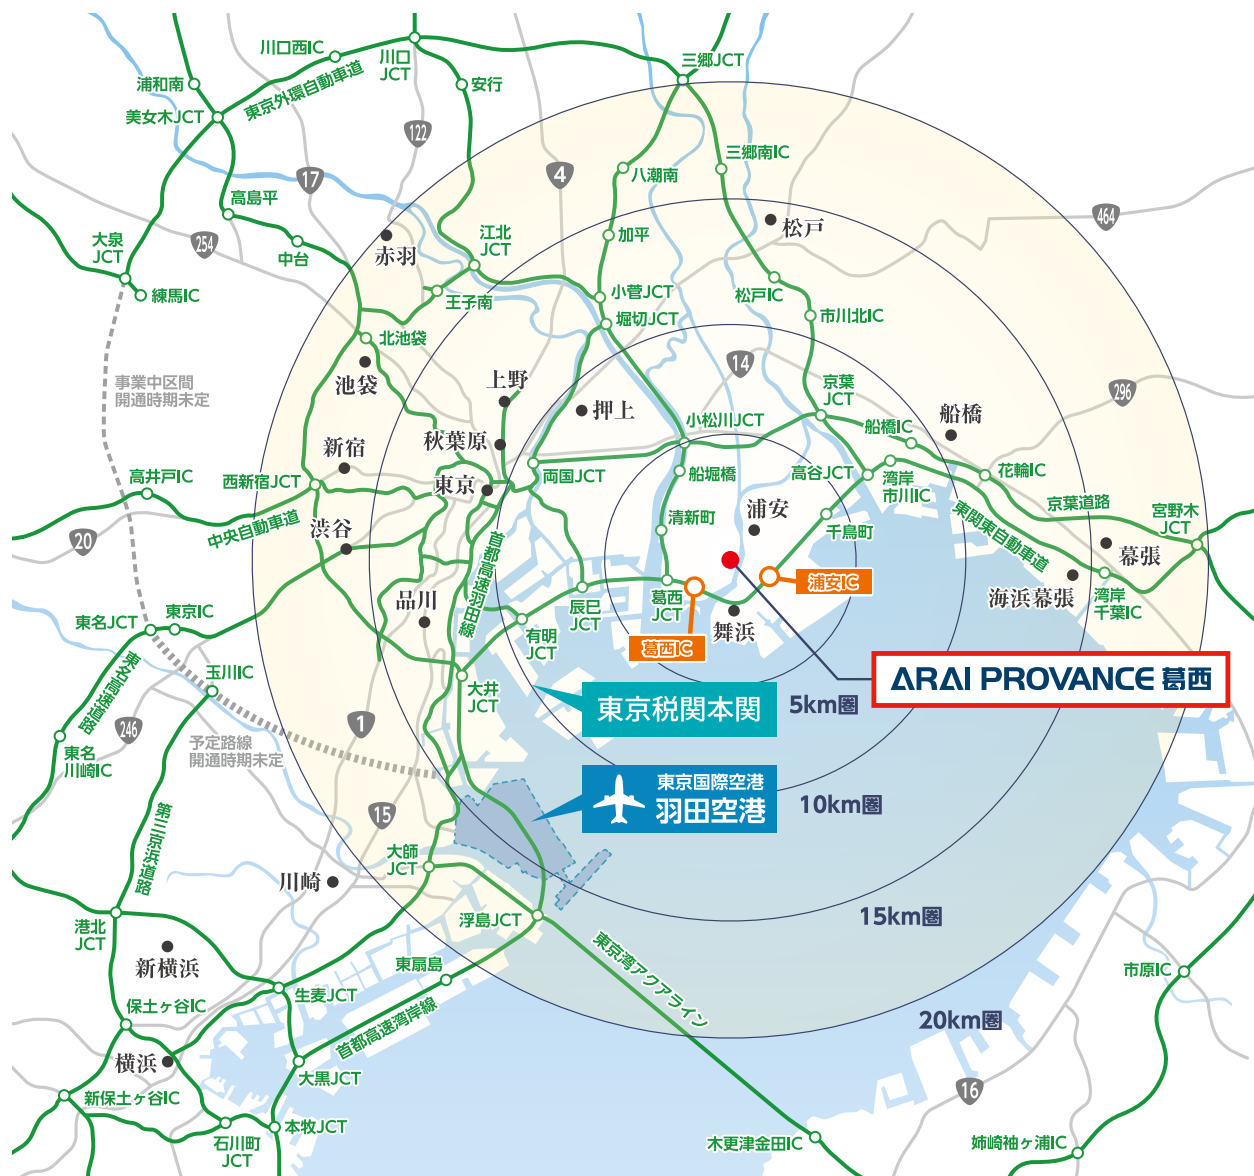 川口西IC
川口
JCT
三郷JCT
浦和南
東京外環自動車道
安行
美女木JCT
122
三郷南IC
17
4
八潮南
高島平
464
松戸
254
赤羽
江北
JCT
加平
大泉
JCT
中台
練馬IC
王子南
小菅JCT
松戸IC
堀切JCT
市川北IC
北池袋
14
事業中区間
開通時期未定
池袋
上野
押上
京葉
JCT
296
船橋
秋葉原
小松川JCT
船橋IC
新宿
高井戸IC
西新宿JCT
東京
両国JCT
船堀橋
高谷JCT
湾岸
市川IC
花輪IC
京葉道路
宮野木
JCT
20
中央自動車道
渋谷
首都高速羽田線
清新町
浦安
千鳥町
東関東自動車道
幕張
品川
辰巳
JCT
葛西
JCT
浦安IC
海浜幕張
湾岸
千葉IC
東名JCT
東京IC
有明
JCT
葛西IC
舞浜
玉川IC
東名高速道路
大井
JCT
東京税関本関
5km圏
ARAI PROVANCE 葛西
246
1
東名
川崎IC
予定路線
開通時期未定
東京国際空港
羽田空港
10km圏
15
第三京浜道路
大師
JCT
川崎
15km圏
港北
JCT
浮島JCT
新横浜
東扇島
東京湾アクアライン
市原IC
生麦JCT
保土ヶ谷IC
首都高速湾岸線
20km圏
横浜
大黒JCT
16
新保土ヶ谷IC
本牧JCT
石川町
JCT
木更津金田IC
姉崎袖ヶ浦IC